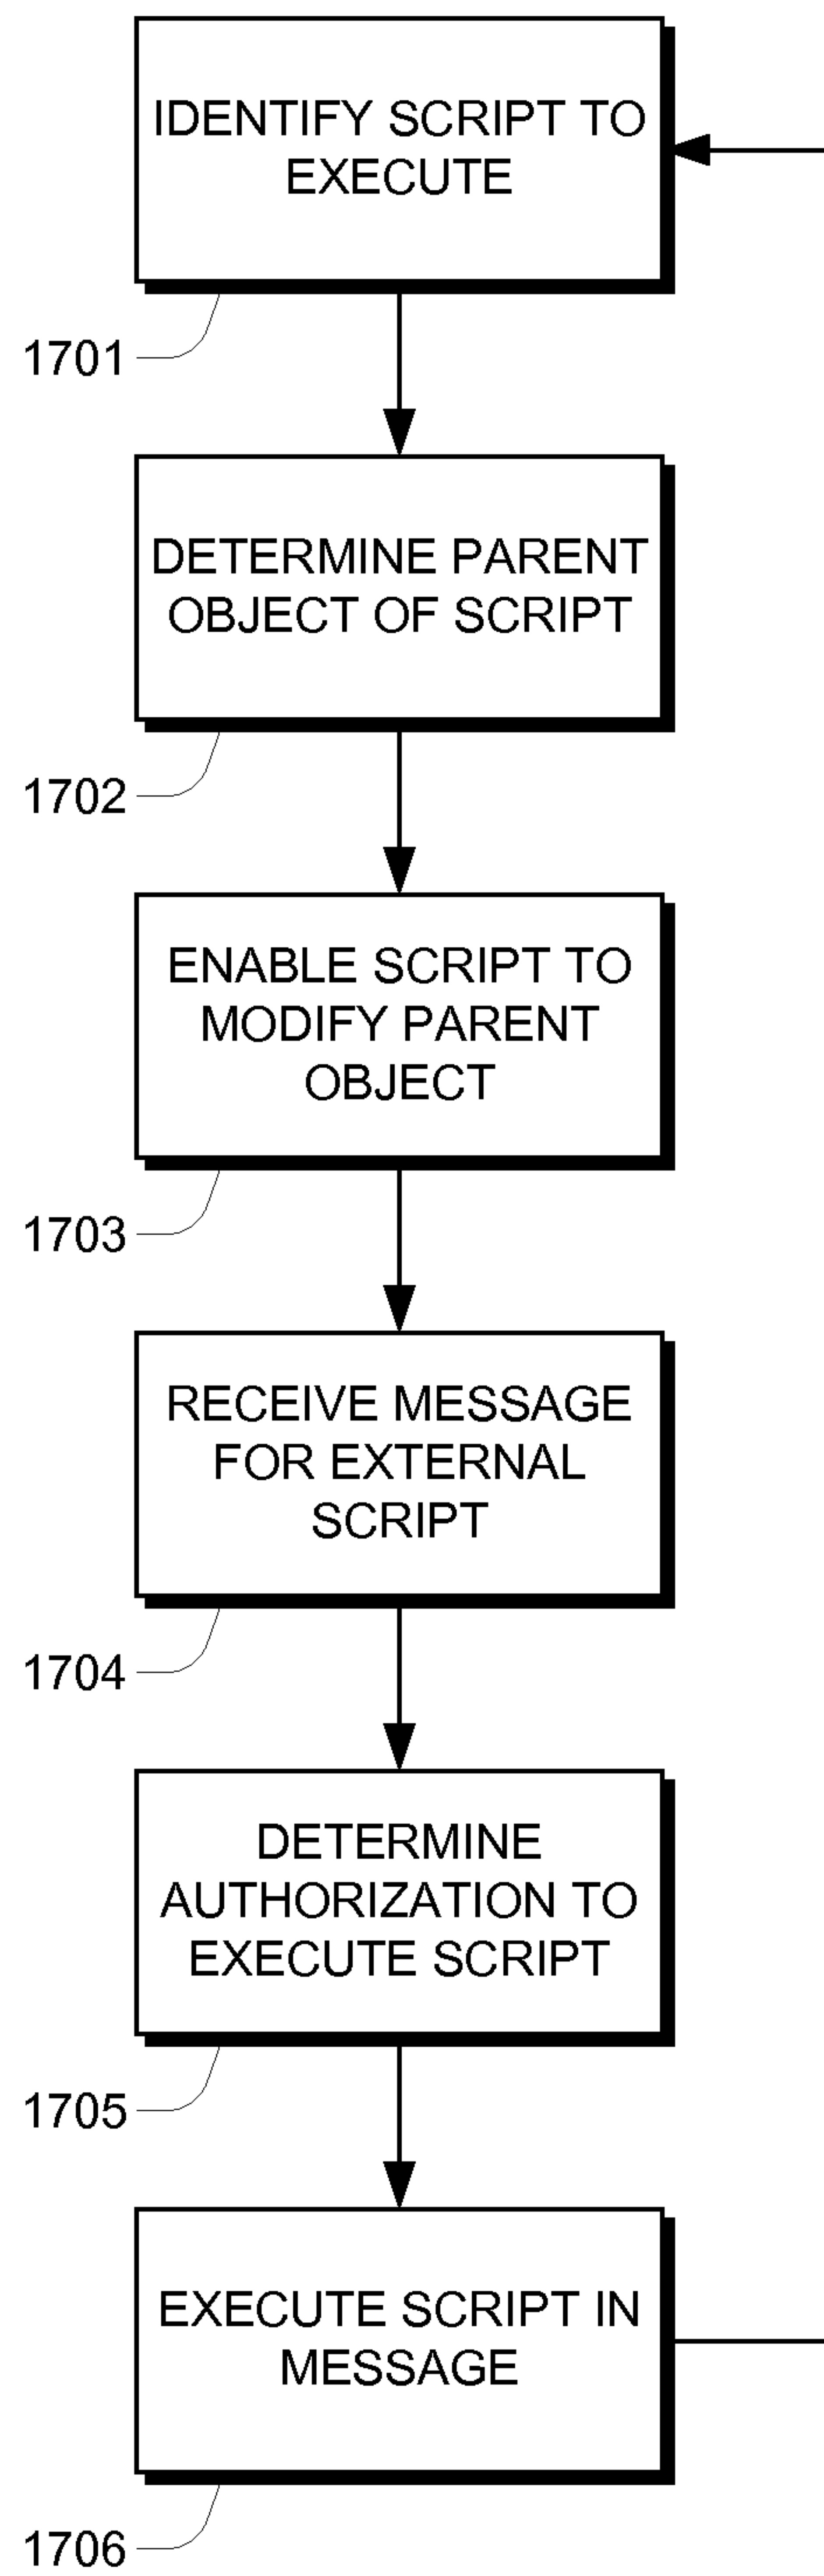 IDENTIFY SCRIPT TO
EXECUTE
1701
DETERMINE PARENT
OBJECT OF SCRIPT
1702
ENABLE SCRIPT TO
MODIFY PARENT
OBJECT
1703
RECEIVE MESSAGE
FOR EXTERNAL
SCRIPT
1704
DETERMINE
AUTHORIZATION TO
EXECUTE SCRIPT
1705
EXECUTE SCRIPT IN
MESSAGE
1706